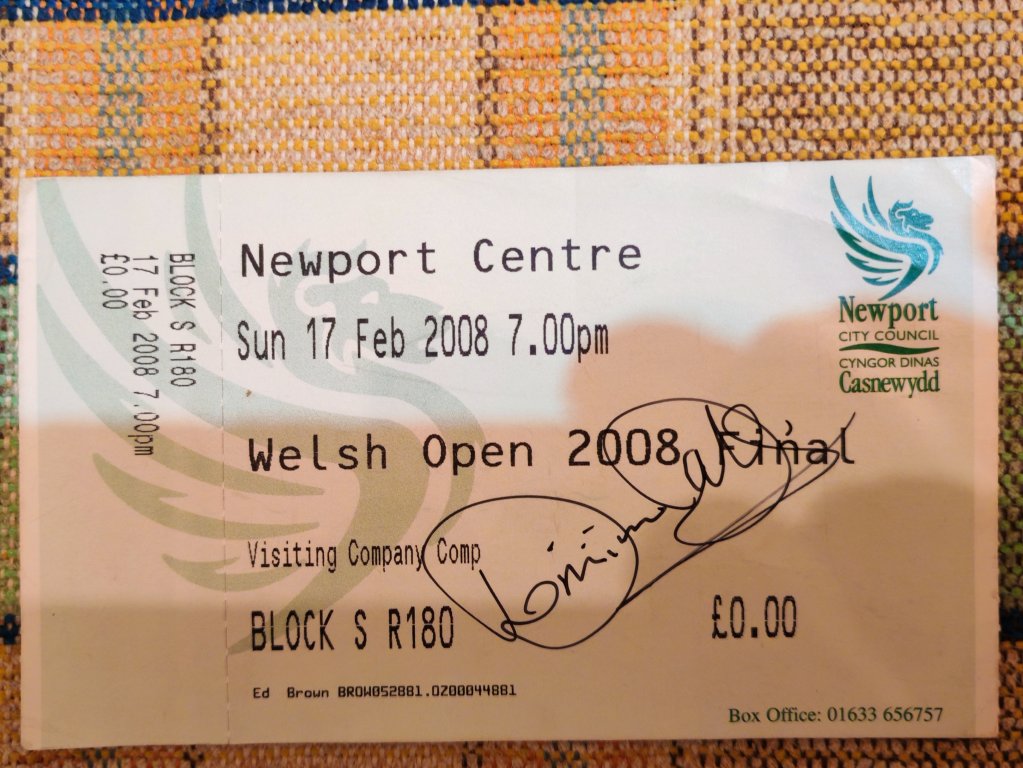 BLOCK S R180
17 Feb 2008 7.00pm
£0.00
Newport Centre
Sun 17 Feb 2008 7.00pm
Newport
CITY COUNCIL
CYNGOR DINAS
Casnewydd
Welsh Open 2008 Final
Visiting Company Comp
BLOCK S R180
£0.00
Ed Brown BROW052881.OZ00044881
Box Office: 01633 656757